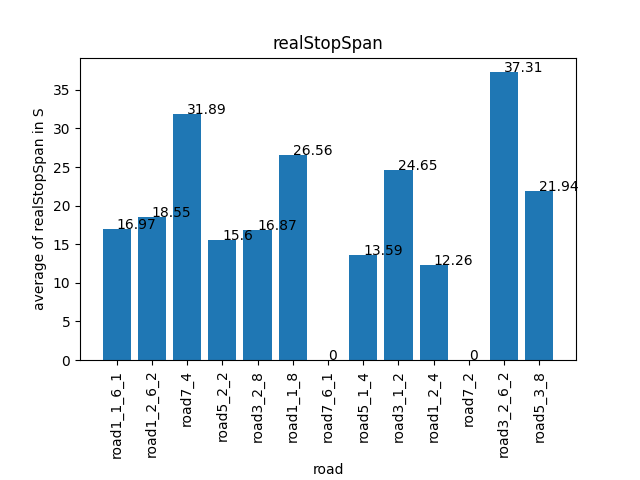 realStopSpan
average of realStopSpan in S
35
30
25
20
15
10
5
0
16.97
18.55
31.89
15.6
16.87
26.56
0
13.59
24.65
12.26
0
37.31
21.94
road1_1_6_1
road1_2_6_2
road7_4
road5_2_2
road3_2_8
road1_1_8
road7_6_1
road5_1_4
road3_1_2
road1_2_4
road7_2
road3_2_6_2
road5_3_8
road